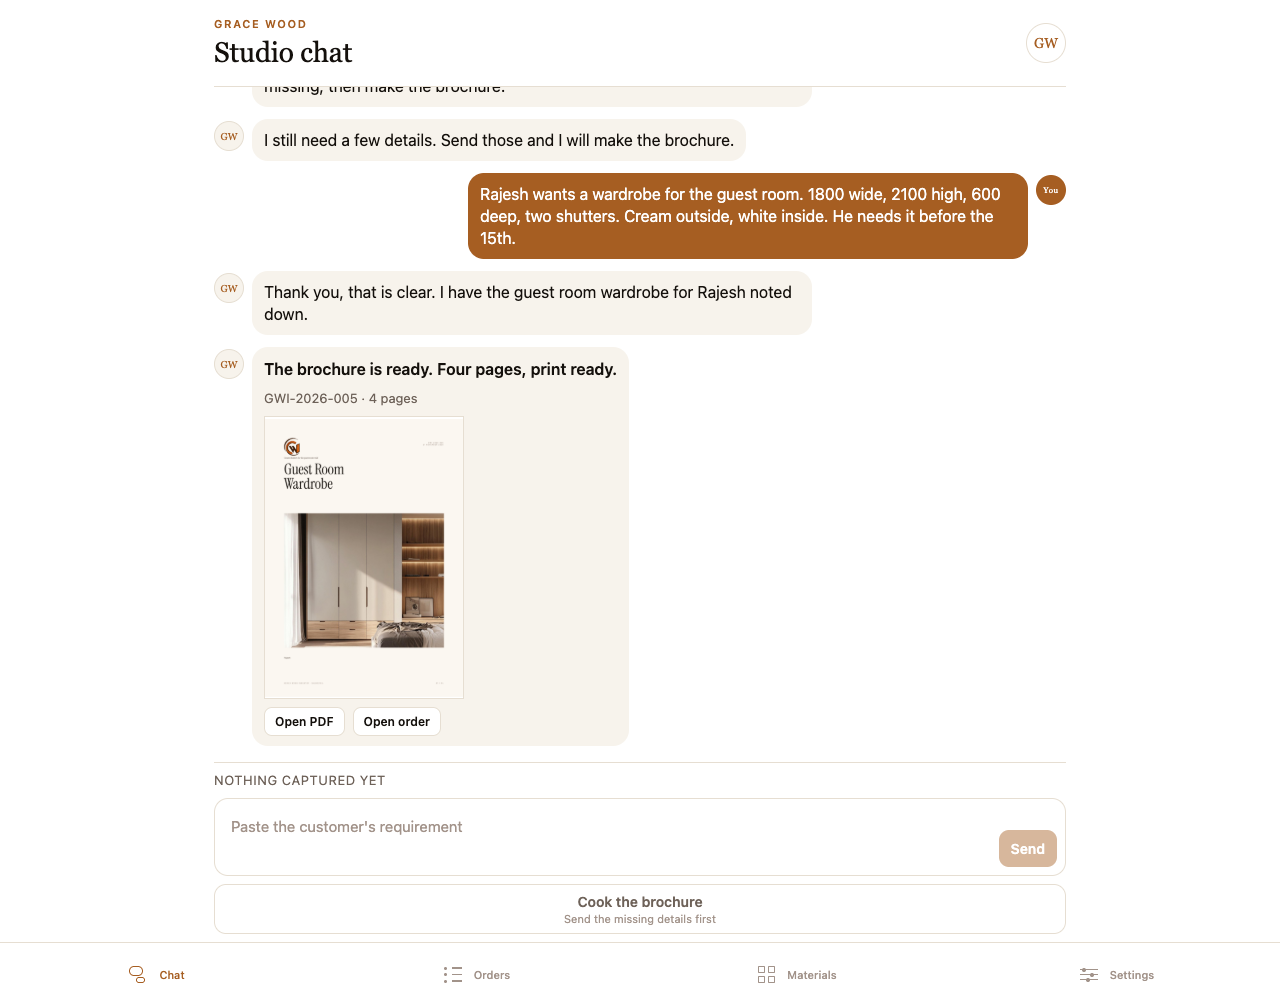 GRACE WOOD
Studio chat
GW
missing, then make the brochure.
GW
I still need a few details. Send those and I will make the brochure.
Rajesh wants a wardrobe for the guest room. 1800 wide, 2100 high, 600
deep, two shutters. Cream outside, white inside. He needs it before the
15th.
You
GW
Thank you, that is clear. I have the guest room wardrobe for Rajesh noted
down.
GW
The brochure is ready. Four pages, print ready.
GWI-2026-005 · 4 pages
Guest Room
Wardrobe
Open PDF
Open order
NOTHING CAPTURED YET
Paste the customer's requirement
Send
Cook the brochure
Send the missing details first
Chat
Orders
Materials
Settings